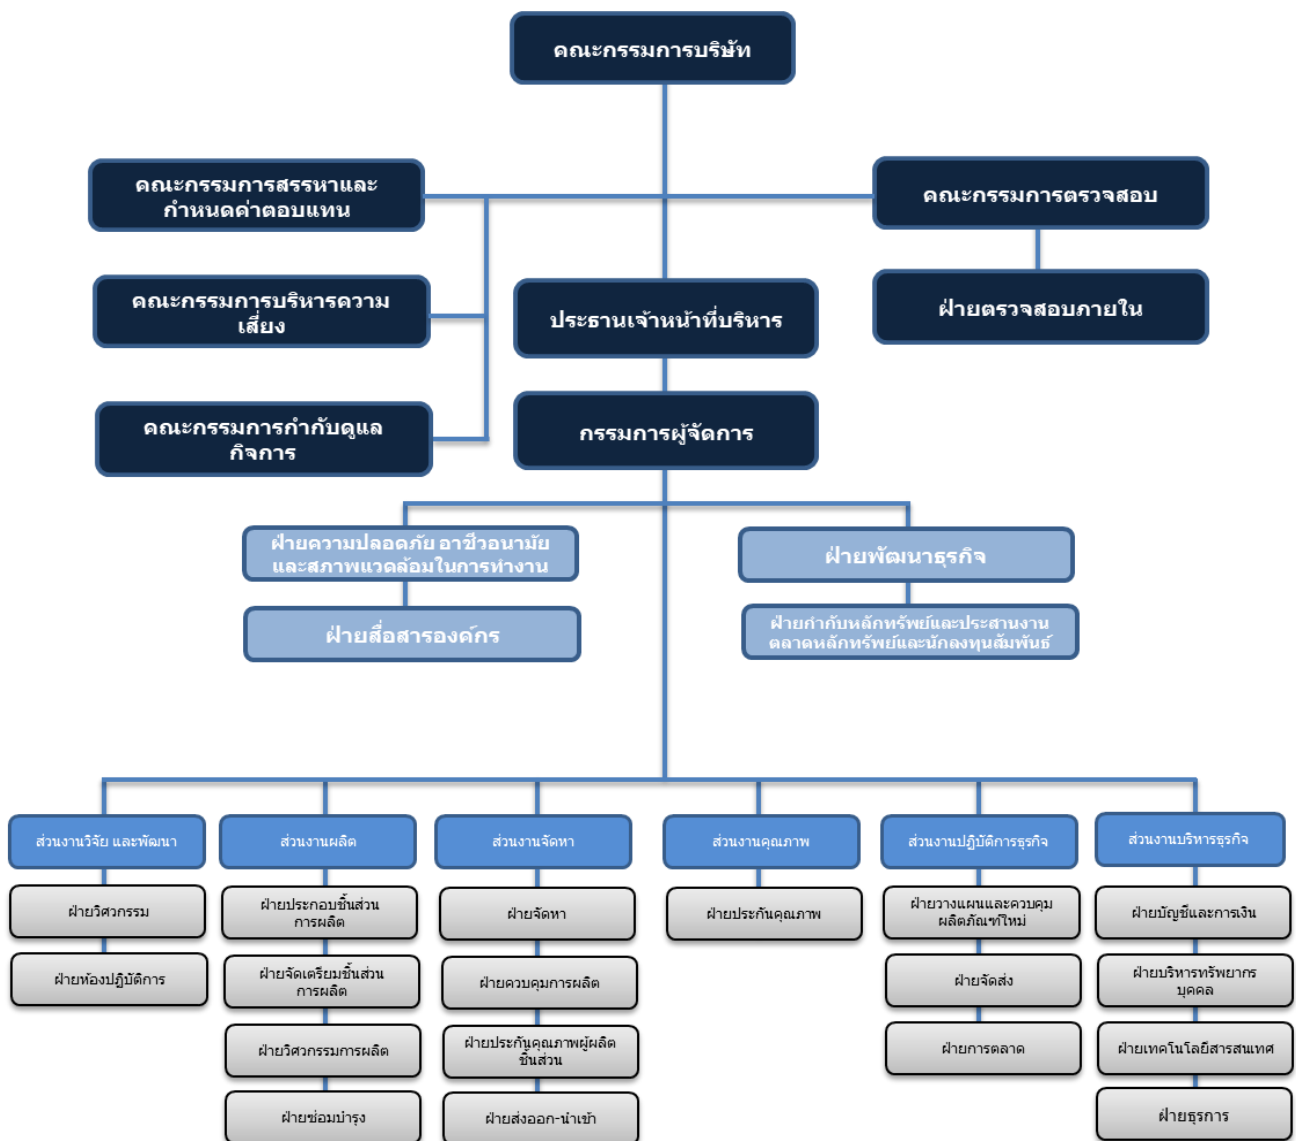 คณะกรรมการบริษัท
คณะกรรมการสรรหาและ
กำหนดค่าตอบแทน
คณะกรรมการตรวจสอบ
คณะกรรมการบริหารความ
เสี่ยง
ประธานเจ้าหน้าที่บริหาร
ฝ่ายตรวจสอบภายใน
คณะกรรมการกำกับดูแล
กิจการ
กรรมการผู้จัดการ
ฝ่ายความปลอดภัย อาชีวอนามัย
และสภาพแวดล้อมในการทำงาน
ฝ่ายพัฒนาธุรกิจ
ฝ่ายสื่อสารองค์กร
ฝ่ายกำกับหลักทรัพย์และประสานงาน
ตลาดหลักทรัพย์และนักลงทุนสัมพันธ์
ส่วนงานวิจัย และพัฒนา
ส่วนงานผลิต
ส่วนงานจัดหา
ส่วนงานคุณภาพ
ส่วนงานปฏิบัติการธุรกิจ
ส่วนงานบริหารธุรกิจ
ฝ่ายวิศวกรรม
ฝ่ายประกอบชิ้นส่วน
การผลิต
ฝ่ายจัดหา
ฝ่ายประกันคุณภาพ
ฝ่ายวางแผนและควบคุม
ผลิตภัณฑ์ใหม่
ฝ่ายบัญชีและการเงิน
ฝ่ายห้องปฏิบัติการ
ฝ่ายจัดเตรียมชิ้นส่วน
การผลิต
ฝ่ายควบคุมการผลิต
ฝ่ายจัดส่ง
ฝ่ายบริหารทรัพยากร
บุคคล
ฝ่ายวิศวกรรมการผลิต
ฝ่ายประกันคุณภาพผู้ผลิต
ชิ้นส่วน
ฝ่ายการตลาด
ฝ่ายเทคโนโลยีสารสนเทศ
ฝ่ายซ่อมบำรุง
ฝ่ายส่งออก-นำเข้า
ฝ่ายธุรการ